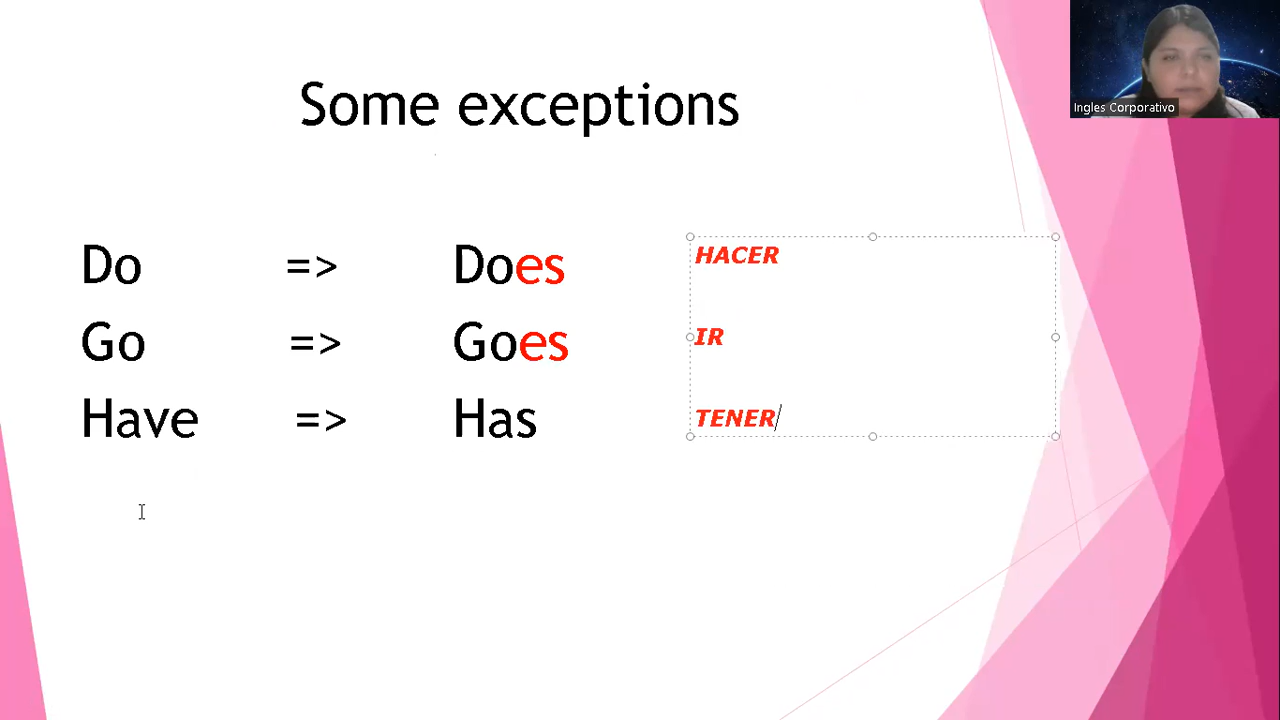 Some exceptions
Ingles Corporativo
Do => Does HACER
Go => Goes IR
Have => Has TENER